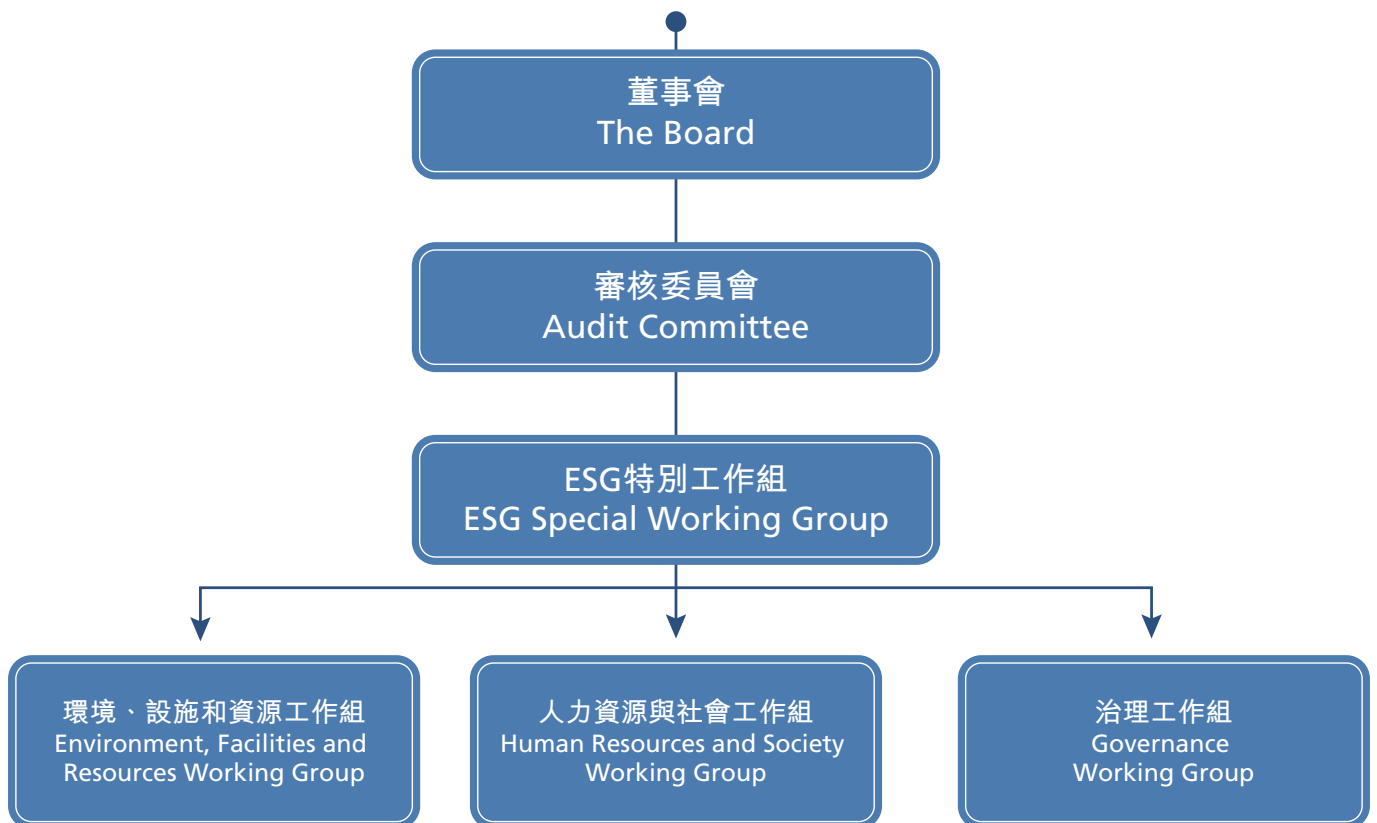 董事會
The Board
審核委員會
Audit Committee
ESG特別工作組
ESG Special Working Group
環境、設施和資源工作組
Environment, Facilities and
Resources Working Group
人力資源與社會工作組
Human Resources and Society
Working Group
治理工作組
Governance
Working Group